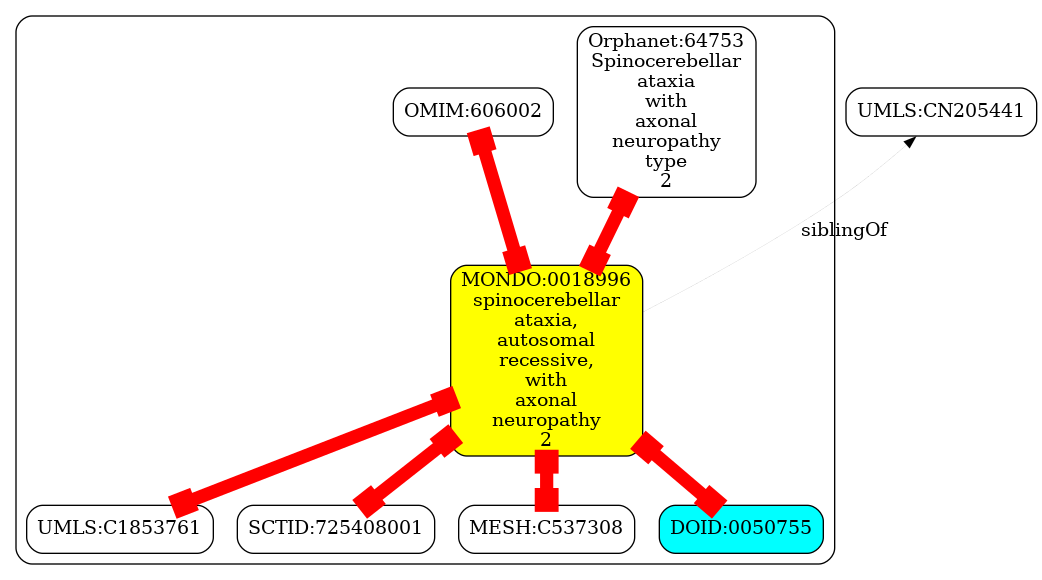 Orphanet:64753
Spinocerebellar
ataxia
with
axonal
neuropathy
type
2
OMIM:606002
UMLS:CN205441
siblingOf
MONDO:0018996
spinocerebellar
ataxia,
autosomal
recessive,
with
axonal
neuropathy
2
UMLS:C1853761
SCTID:725408001
MESH:C537308
DOID:0050755